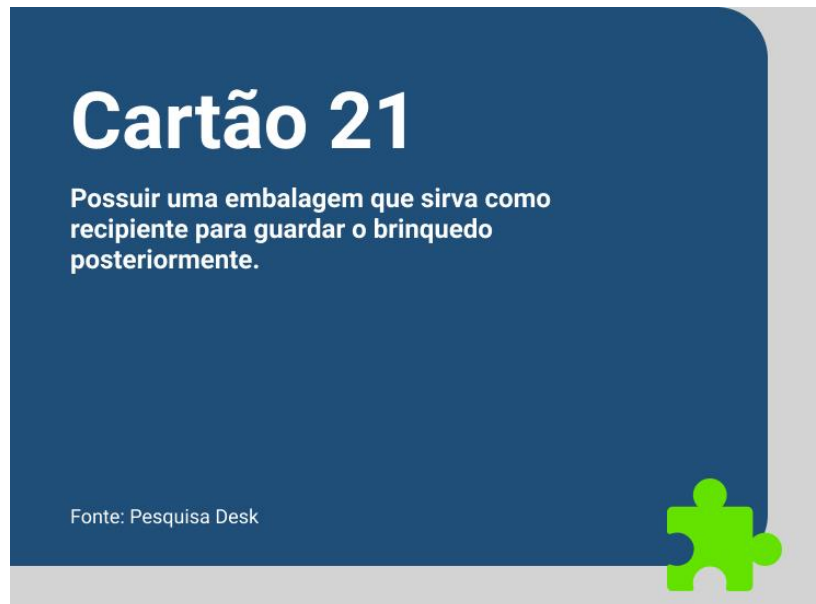 Cartão 21
Possuir uma embalagem que sirva como
recipiente para guardar o brinquedo
posteriormente.
Fonte: Pesquisa Desk